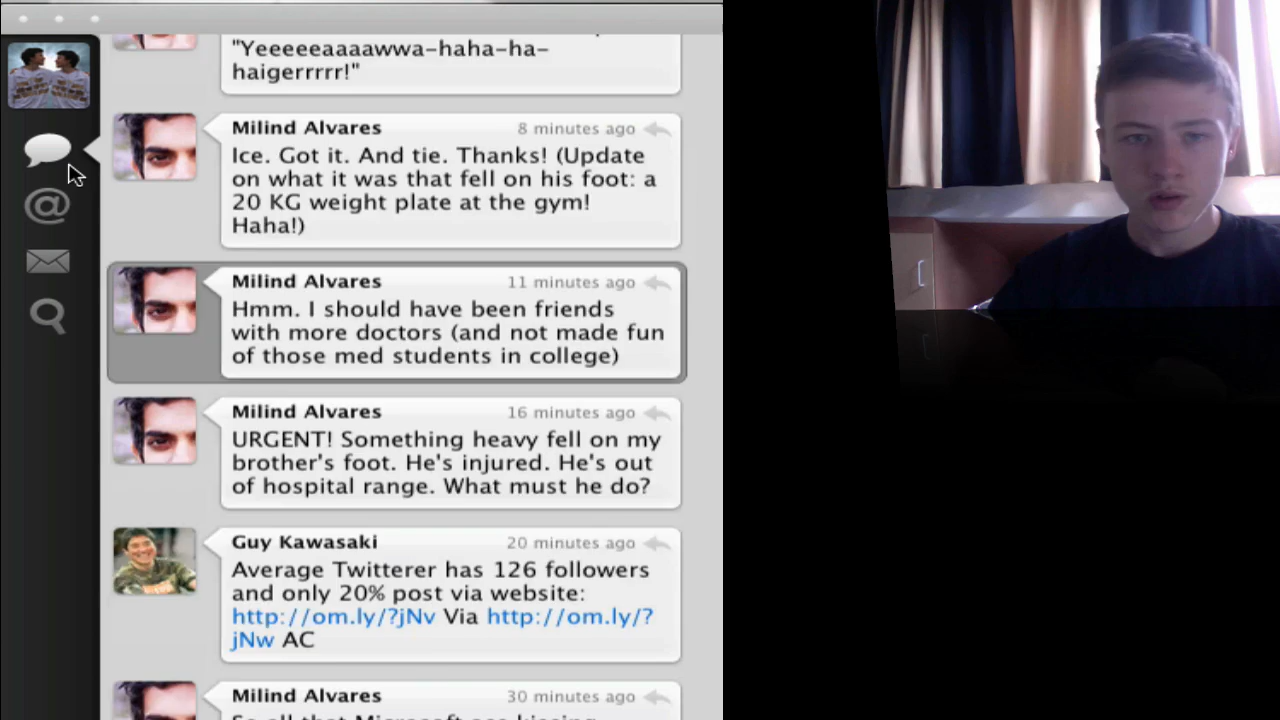 "Yeeeeeaaaawwa-haha-ha-
haigerrrrr!"
Milind Alvares 8 minutes ago
Ice. Got it. And tie. Thanks! (Update
on what it was that fell on his foot: a
20 KG weight plate at the gym!
Haha!)
Milind Alvares 11 minutes ago
Hmm. I should have been friends
with more doctors (and not made fun
of those med students in college)
Milind Alvares 16 minutes ago
URGENT! Something heavy fell on my
brother's foot. He's injured. He's out
of hospital range. What must he do?
Guy Kawasaki 20 minutes ago
Average Twitterer has 126 followers
and only 20% post via website:
http://om.ly/?jNv Via http://om.ly/?
jNw AC
Milind Alvares 30 minutes ago
So all that Microsoft